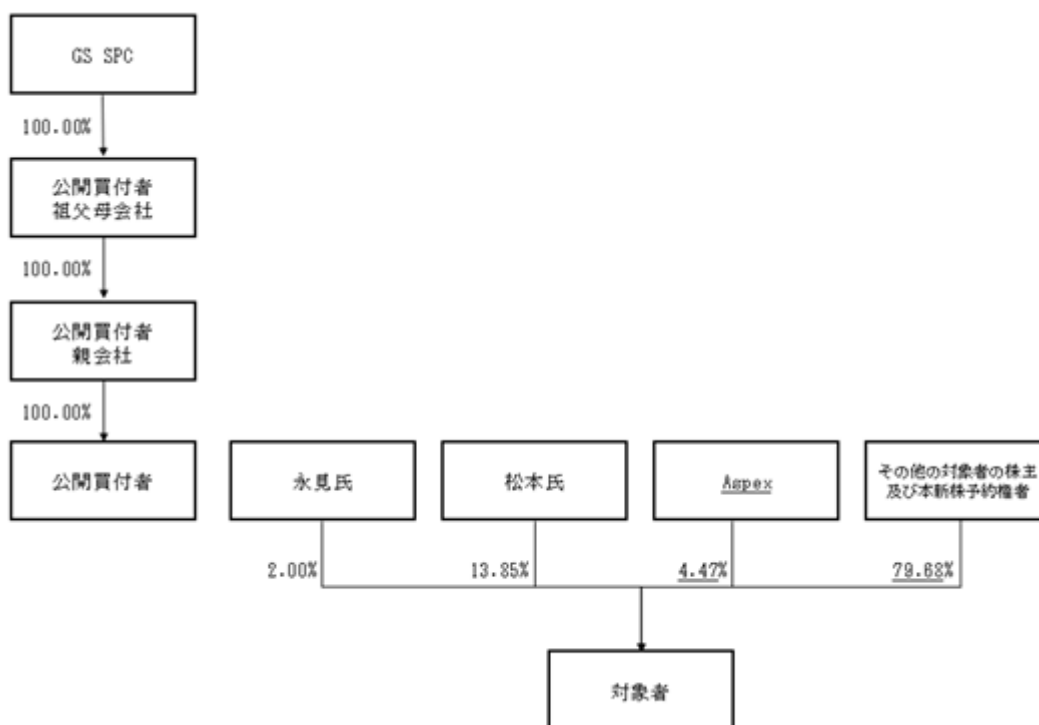 GS SPC
100.00%
公開買付者
祖父母会社
100.00%
公開買付者
親会社
100.00%
公開買付者
永見氏
松本氏
Aspex
その他の対象者の株主
及び本新株予約権者
2.00%
13.85%
4.47%
79.68%
対象者